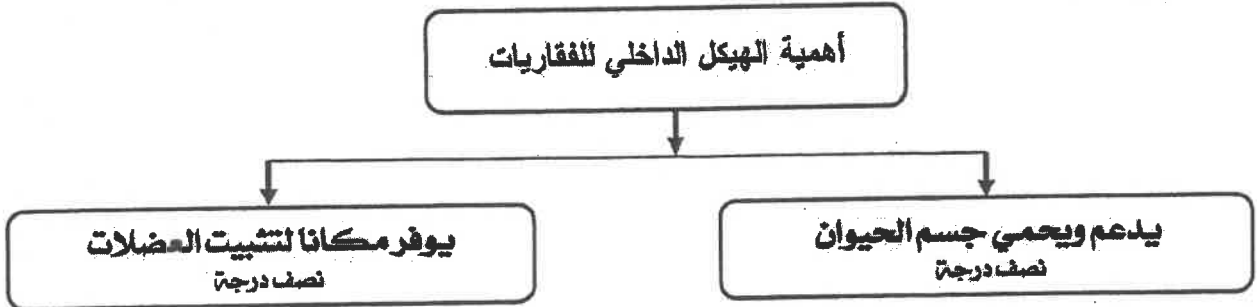 أهمية الهيكل الداخلي للفقاريات
يدعم ويحمي جسم الحيوان
نصف درجة
يوفر مكانا لتثبيت العضلات
نصف درجة